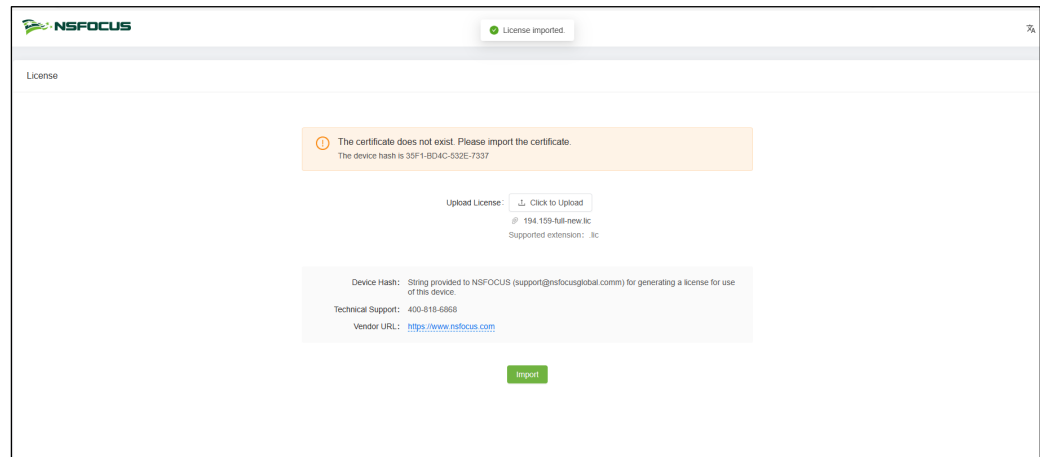 NSFOCUS
License imported.
License
The certificate does not exist. Please import the certificate.
The device hash is 35F1-BD4C-532E-7337
Upload License: Click to Upload
194.159-full-new.lic
Supported extension: .lic
Device Hash: String provided to NSFOCUS (support@nsfocusglobal.comm) for generating a license for use
of this device.
Technical Support: 400-818-6868
Vendor URL: https://www.nsfocus.com
Import